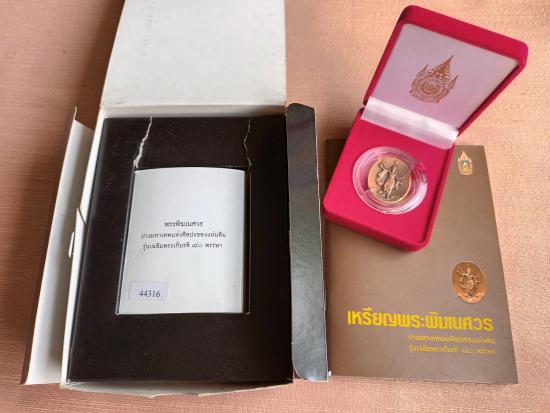 พระพิฆเนศวร
ปางมหาเทพแห่งศิลปะของแผ่นดิน
รุ่นเฉลิมพระเกียรติ ๘๐ พรรษา
44316
เหรียญพระพิฆเนศวร
ปางมหาเทพแห่งศิลปะของแผ่นดิน
รุ่นเฉลิมพระเกียรติ ๘๐ พรรษา